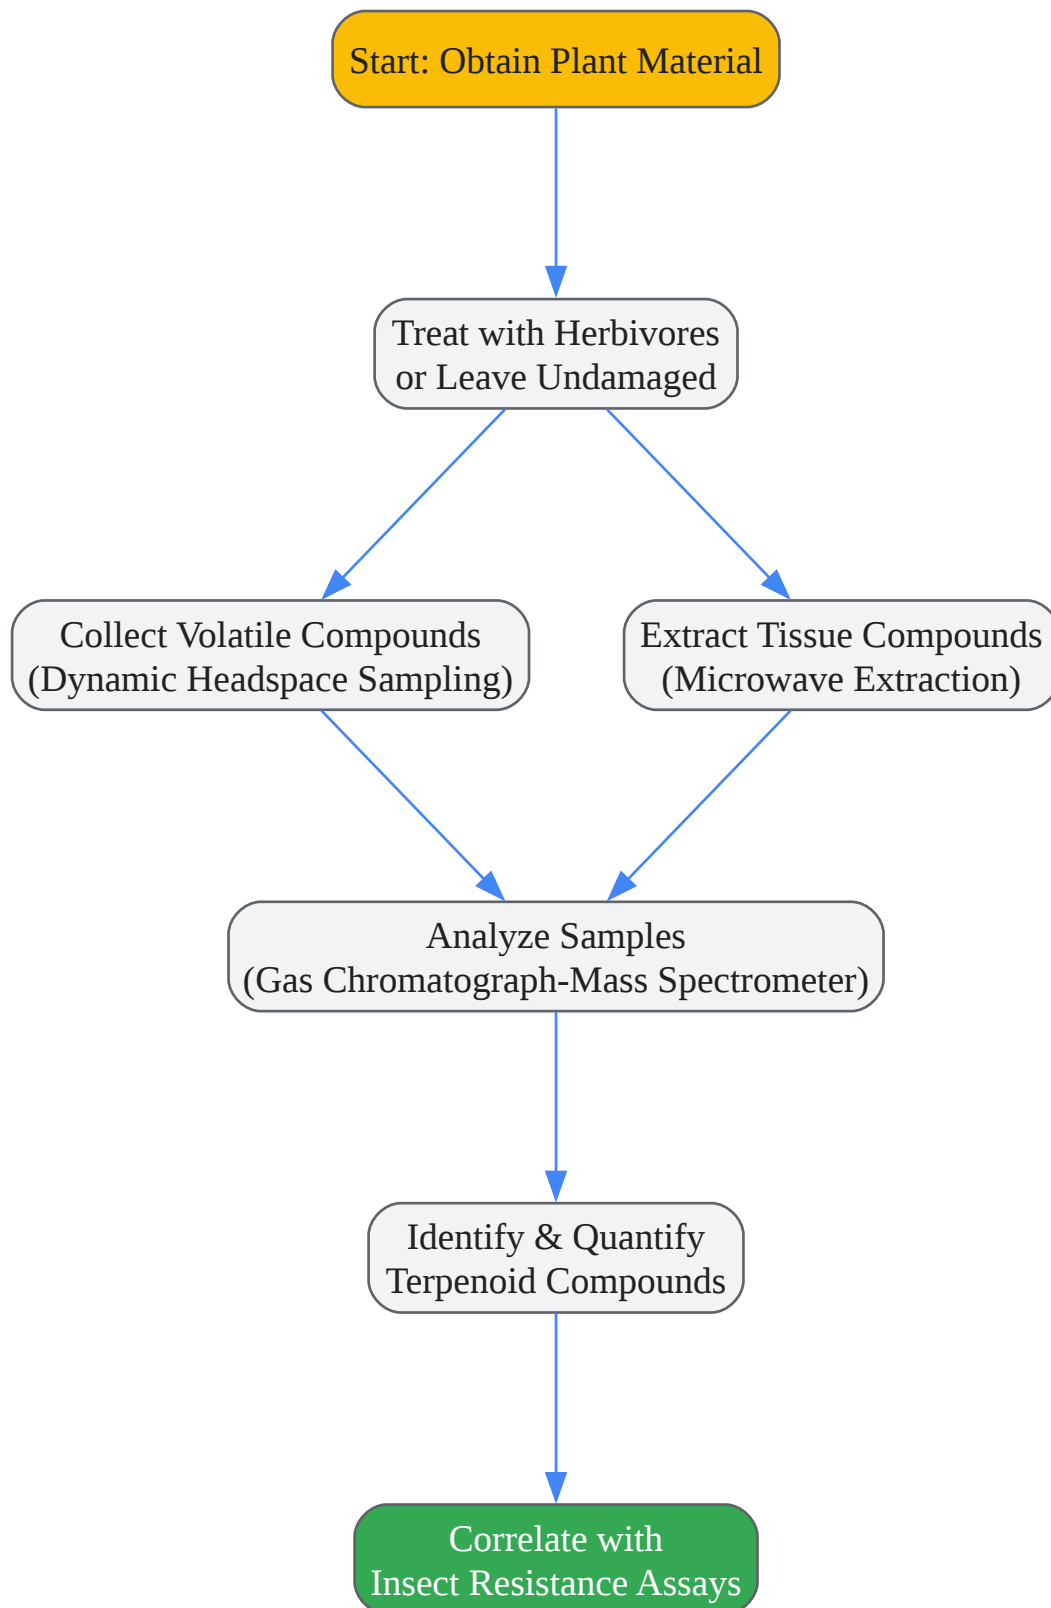 Start: Obtain Plant Material
Treat with Herbivores
or Leave Undamaged
Collect Volatile Compounds
(Dynamic Headspace Sampling)
Extract Tissue Compounds
(Microwave Extraction)
Analyze Samples
(Gas Chromatograph-Mass Spectrometer)
Identify & Quantify
Terpenoid Compounds
Correlate with
Insect Resistance Assays